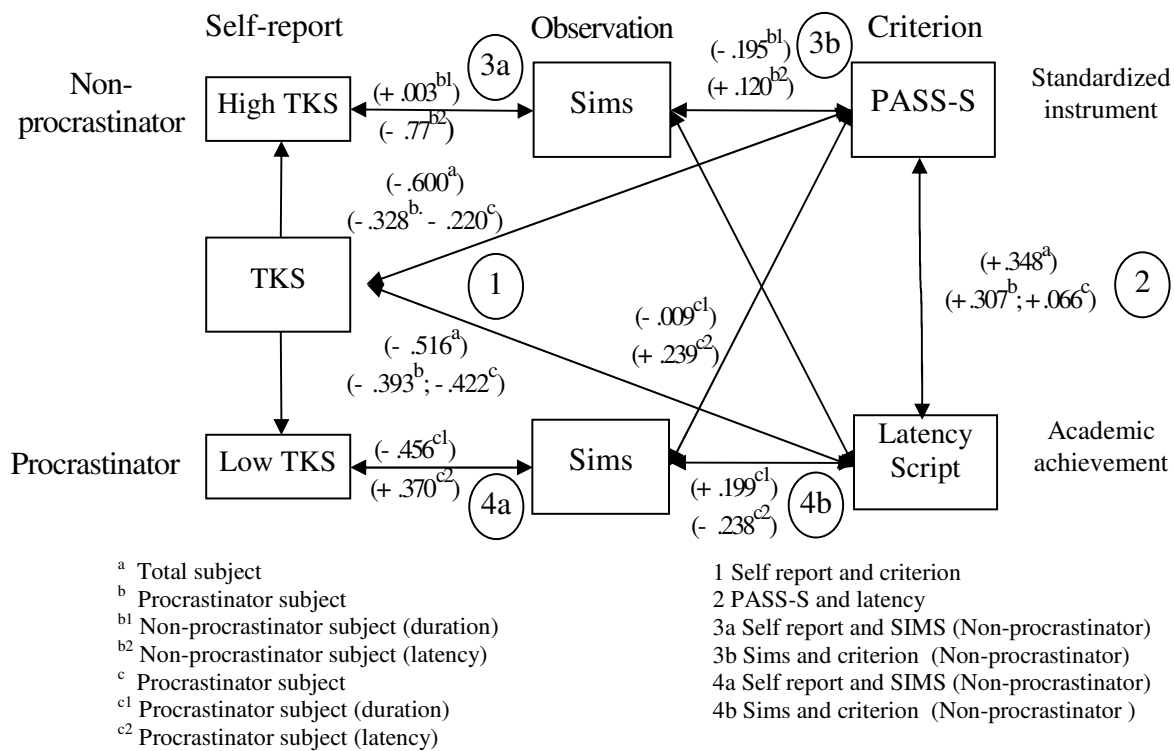 Self-report Observation Criterion
Non-
procrastinator
High TKS
(+ .003ᵇ¹)
(- .77ᵇ²)
3a
Sims
(- .195ᵇ¹)
(+ .120ᵇ²)
3b
PASS-S
Standardized
instrument
(- .600ᵃ)
(- .328ᵇ· - .220ᶜ)
TKS
1
(+ .348ᵃ)
(+.307ᵇ; +.066ᶜ)
2
(- .009ᶜ¹)
(+ .239ᶜ²)
(- .516ᵃ)
(- .393ᵇ; - .422ᶜ)
Procrastinator
Low TKS
(- .456ᶜ¹)
(+ .370ᶜ²)
4a
Sims
(+ .199ᶜ¹)
(- .238ᶜ²)
4b
Latency
Script
Academic
achievement
ᵃ Total subject
ᵇ Procrastinator subject
ᵇ¹ Non-procrastinator subject (duration)
ᵇ² Non-procrastinator subject (latency)
ᶜ Procrastinator subject
ᶜ¹ Procrastinator subject (duration)
ᶜ² Procrastinator subject (latency)
1 Self report and criterion
2 PASS-S and latency
3a Self report and SIMS (Non-procrastinator)
3b Sims and criterion (Non-procrastinator)
4a Self report and SIMS (Non-procrastinator)
4b Sims and criterion (Non-procrastinator )